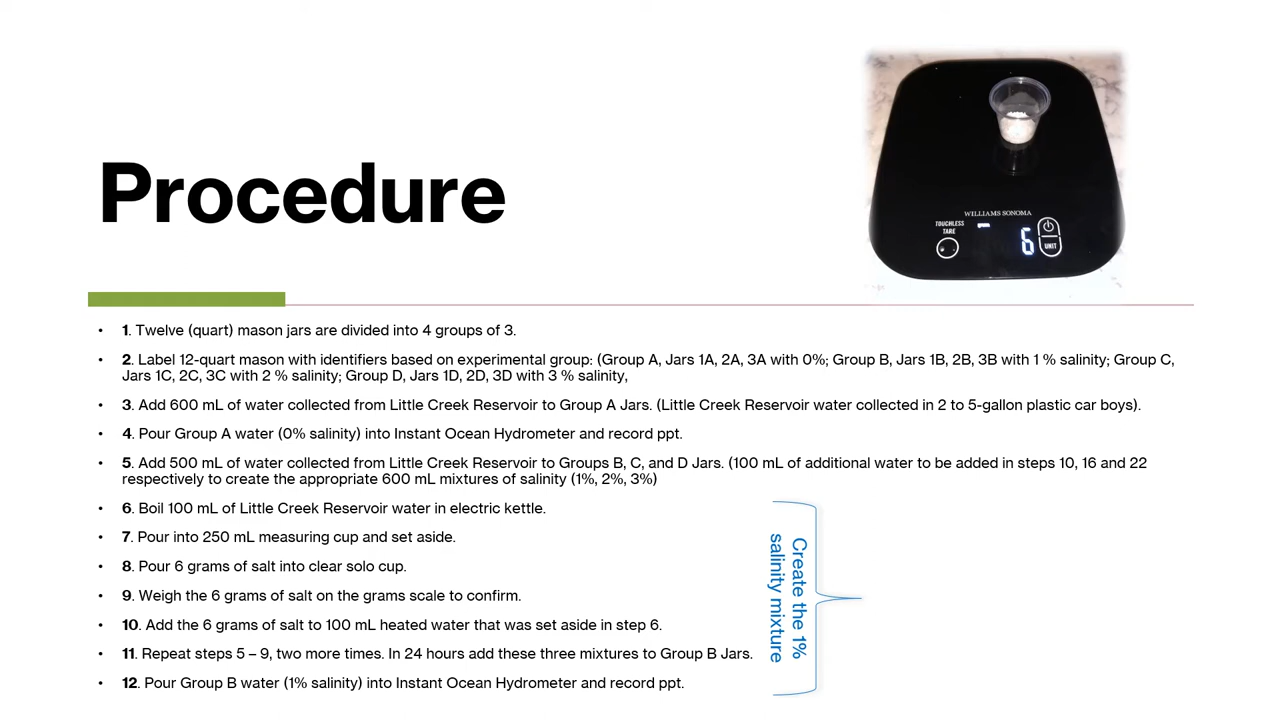 WILLIAMS SONOMA
TOUCHLESS
TARE
6
UNIT
Procedure
• 1. Twelve (quart) mason jars are divided into 4 groups of 3.
• 2. Label 12-quart mason with identifiers based on experimental group: (Group A, Jars 1A, 2A, 3A with 0%; Group B, Jars 1B, 2B, 3B with 1 % salinity; Group C,
Jars 1C, 2C, 3C with 2 % salinity; Group D, Jars 1D, 2D, 3D with 3 % salinity,
• 3. Add 600 mL of water collected from Little Creek Reservoir to Group A Jars. (Little Creek Reservoir water collected in 2 to 5-gallon plastic car boys).
• 4. Pour Group A water (0% salinity) into Instant Ocean Hydrometer and record ppt.
• 5. Add 500 mL of water collected from Little Creek Reservoir to Groups B, C, and D Jars. (100 mL of additional water to be added in steps 10, 16 and 22
respectively to create the appropriate 600 mL mixtures of salinity (1%, 2%, 3%)
• 6. Boil 100 mL of Little Creek Reservoir water in electric kettle.
• 7. Pour into 250 mL measuring cup and set aside.
• 8. Pour 6 grams of salt into clear solo cup.
• 9. Weigh the 6 grams of salt on the grams scale to confirm.
• 10. Add the 6 grams of salt to 100 mL heated water that was set aside in step 6.
• 11. Repeat steps 5 – 9, two more times. In 24 hours add these three mixtures to Group B Jars.
• 12. Pour Group B water (1% salinity) into Instant Ocean Hydrometer and record ppt.
Create the 1%
salinity mixture